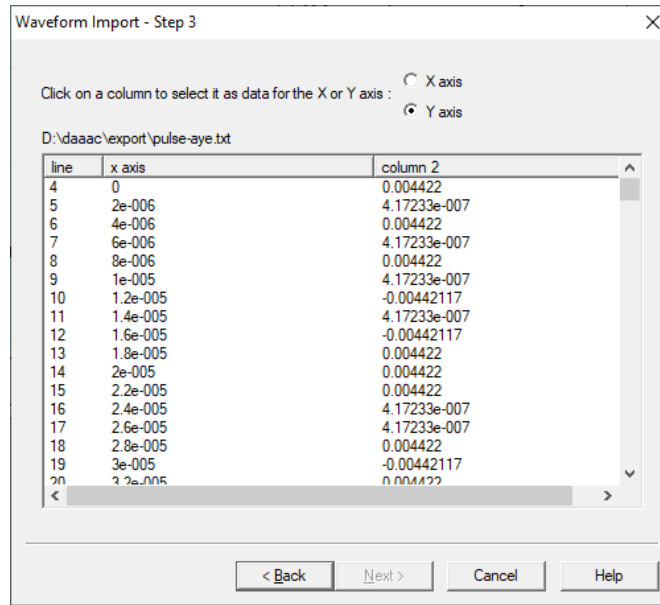 Waveform Import - Step 3
Click on a column to select it as data for the X or Y axis :
X axis
Y axis
D:\daaac\export\pulse-aye.txt
line x axis column 2
4 0 0.004422
5 2e-006 4.17233e-007
6 4e-006 0.004422
7 6e-006 4.17233e-007
8 8e-006 0.004422
9 1e-005 4.17233e-007
10 1.2e-005 -0.00442117
11 1.4e-005 4.17233e-007
12 1.6e-005 -0.00442117
13 1.8e-005 0.004422
14 2e-005 0.004422
15 2.2e-005 0.004422
16 2.4e-005 4.17233e-007
17 2.6e-005 4.17233e-007
18 2.8e-005 0.004422
19 3e-005 -0.00442117
20 3.2e-005 0.004422
< Back Next > Cancel Help